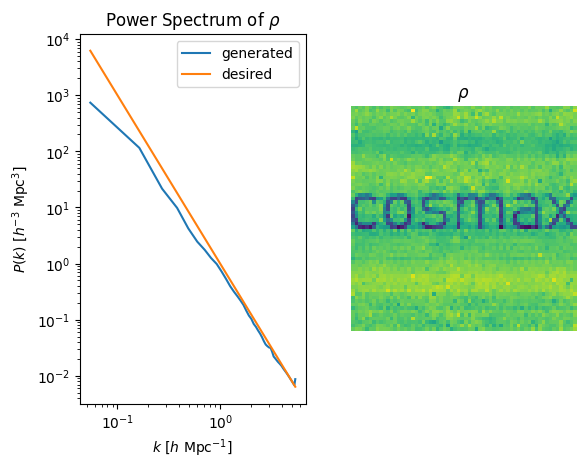 Power Spectrum of ρ
generated
desired
10⁴
10³
10²
10¹
10⁰
10⁻¹
10⁻²
P(k) [h⁻³ Mpc³]
10⁻¹
10⁰
k [h Mpc⁻¹]
ρ
cosmax